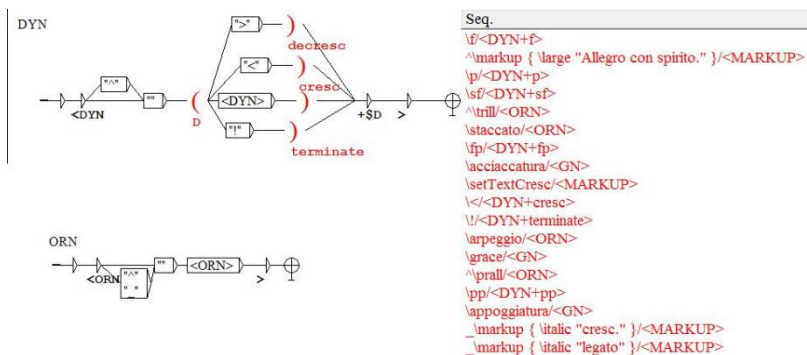 DYN
">"
decresc
"^"
"<"
cresc
""
(
)
<DYN
D
<DYN>
+$D
>
"!"
terminate
ORN
""
<ORN>
<ORN
"^"
"_"
>
Seq.
\f/<DYN+f>
^\markup { \large "Allegro con spirito." }/<MARKUP>
\p/<DYN+p>
\sf/<DYN+sf>
^\trill/<ORN>
\staccato/<ORN>
\fp/<DYN+fp>
\acciaccatura/<GN>
\setTextCresc/<MARKUP>
\</<DYN+cresc>
\!/<DYN+terminate>
\arpeggio/<ORN>
\grace/<GN>
^\prall/<ORN>
\pp/<DYN+pp>
\appoggiatura/<GN>
_\markup { \italic "cresc." }/<MARKUP>
_\markup { \italic "legato" }/<MARKUP>